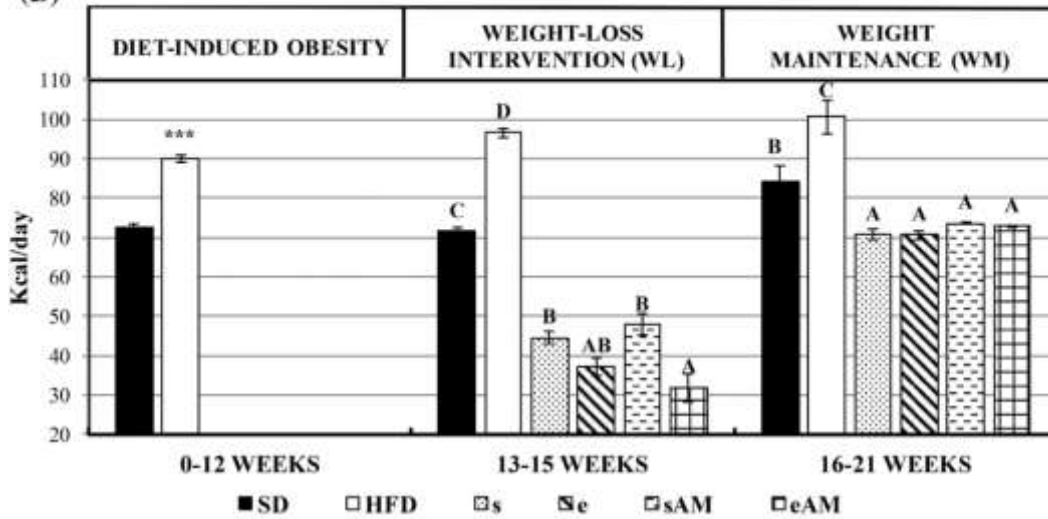 DIET-INDUCED OBESITY
WEIGHT-LOSS
INTERVENTION (WL)
WEIGHT
MAINTENANCE (WM)
Kcal/day
110
100
90
80
70
60
50
40
30
20
***
C
D
B
AB
B
A
B
C
A
A
A
A
0-12 WEEKS
13-15 WEEKS
16-21 WEEKS
SD HFD s e sAM eAM